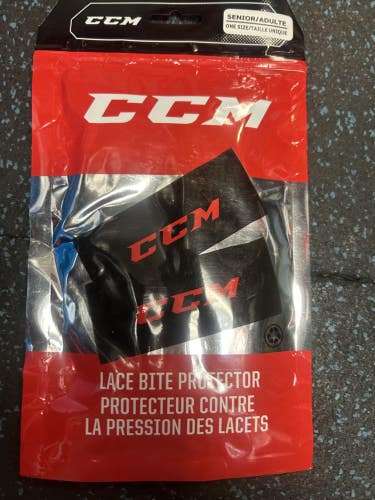 CCM
SENIOR/ADULTE
ONE SIZE/TAILLE UNIQUE
CCM
CCM
CCM
LACE BITE PROTECTOR
PROTECTEUR CONTRE
LA PRESSION DES LACETS